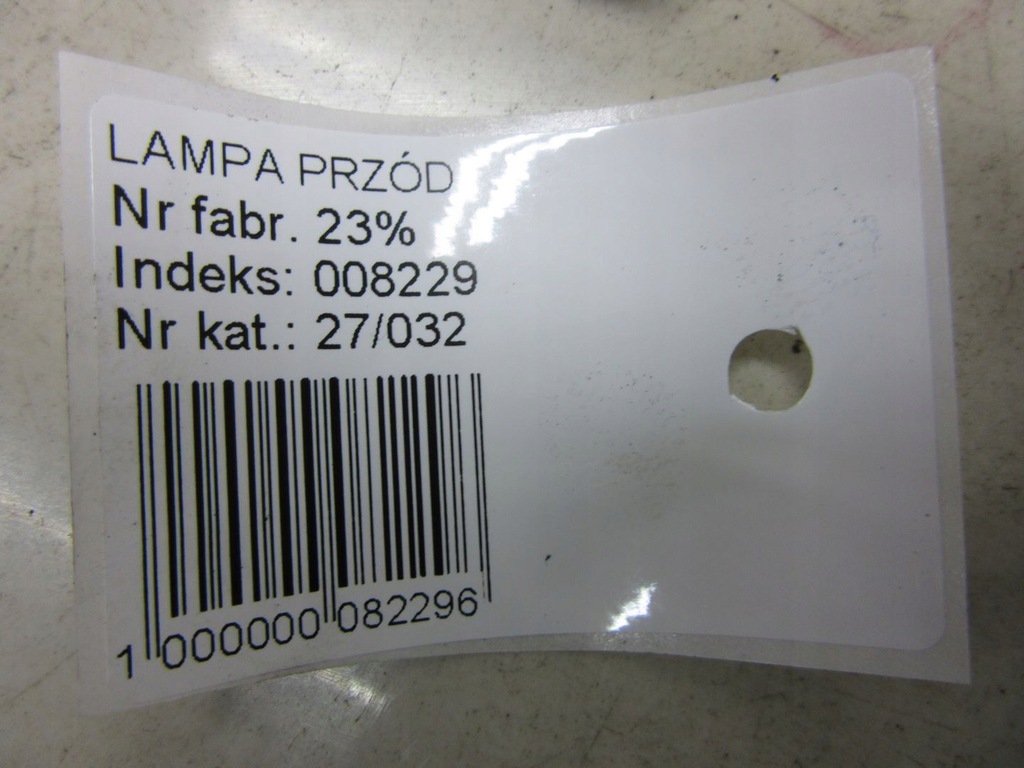 LAMPA PRZÓD
Nr fabr. 23%
Indeks: 008229
Nr kat.: 27/032
1 000000 082296